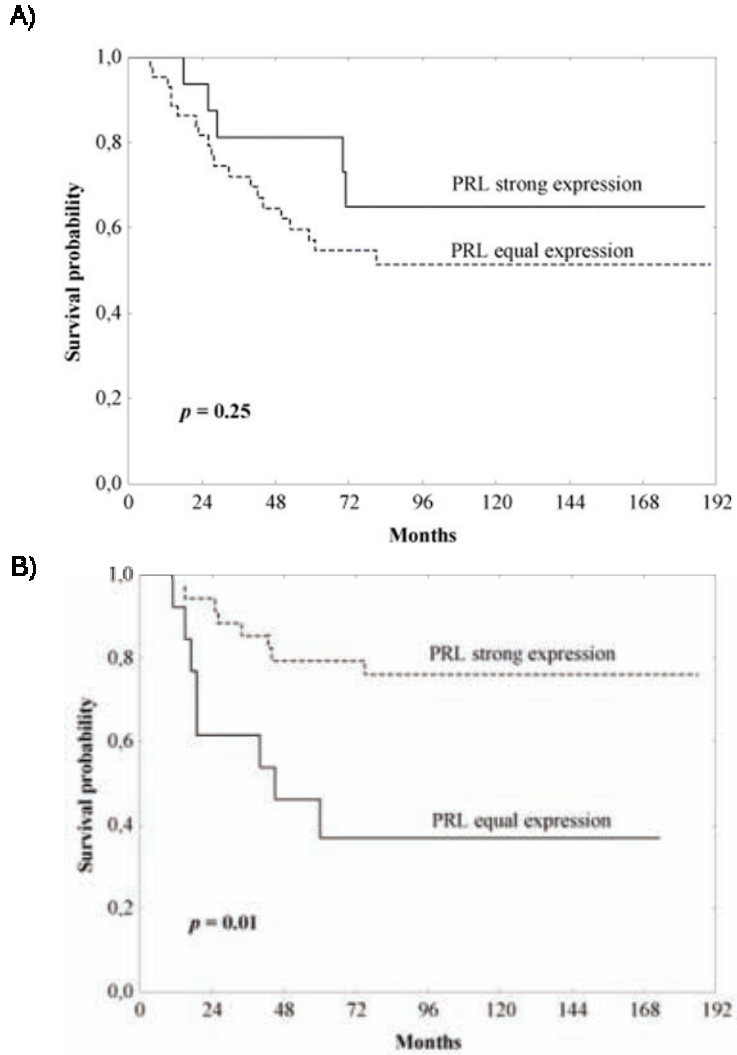 A)
1,0
0,8
0,6
0,4
0,2
0,0
Survival probability
PRL strong expression
PRL equal expression
p = 0.25
0 24 48 72 96 120 144 168 192
Months
B)
1,0
0,8
0,6
0,4
0,2
0,0
Survival probability
PRL strong expression
PRL equal expression
p = 0.01
0 24 48 72 96 120 144 168 192
Months